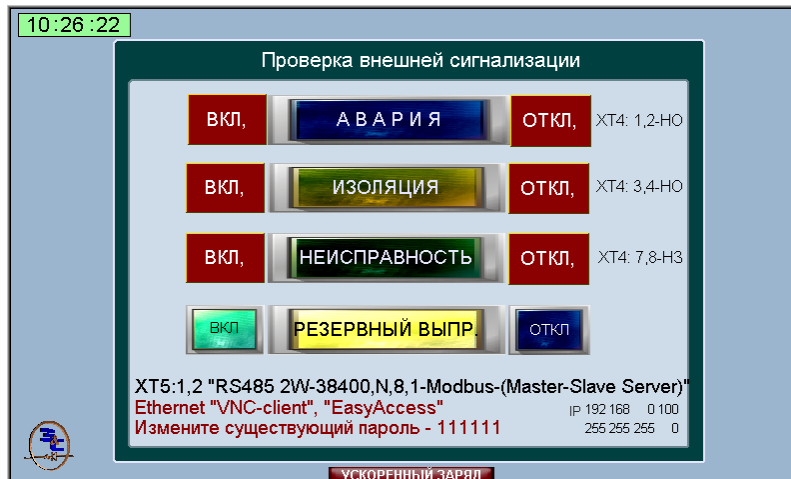 10:26:22
Проверка внешней сигнализации
ВКЛ, АВАРИЯ ОТКЛ, XT4: 1,2-НО
ВКЛ, ИЗОЛЯЦИЯ ОТКЛ, XT4: 3,4-НО
ВКЛ, НЕИСПРАВНОСТЬ ОТКЛ, XT4: 7,8-НЗ
ВКЛ РЕЗЕРВНЫЙ ВЫПР. ОТКЛ
XT5:1,2 "RS485 2W-38400,N,8,1-Modbus-(Master-Slave Server)"
Ethernet "VNC-client", "EasyAccess" IP 192 168 0 100
Измените существующий пароль - 111111 255 255 255 0
УСКОРЕННЫЙ ЗАРЯД